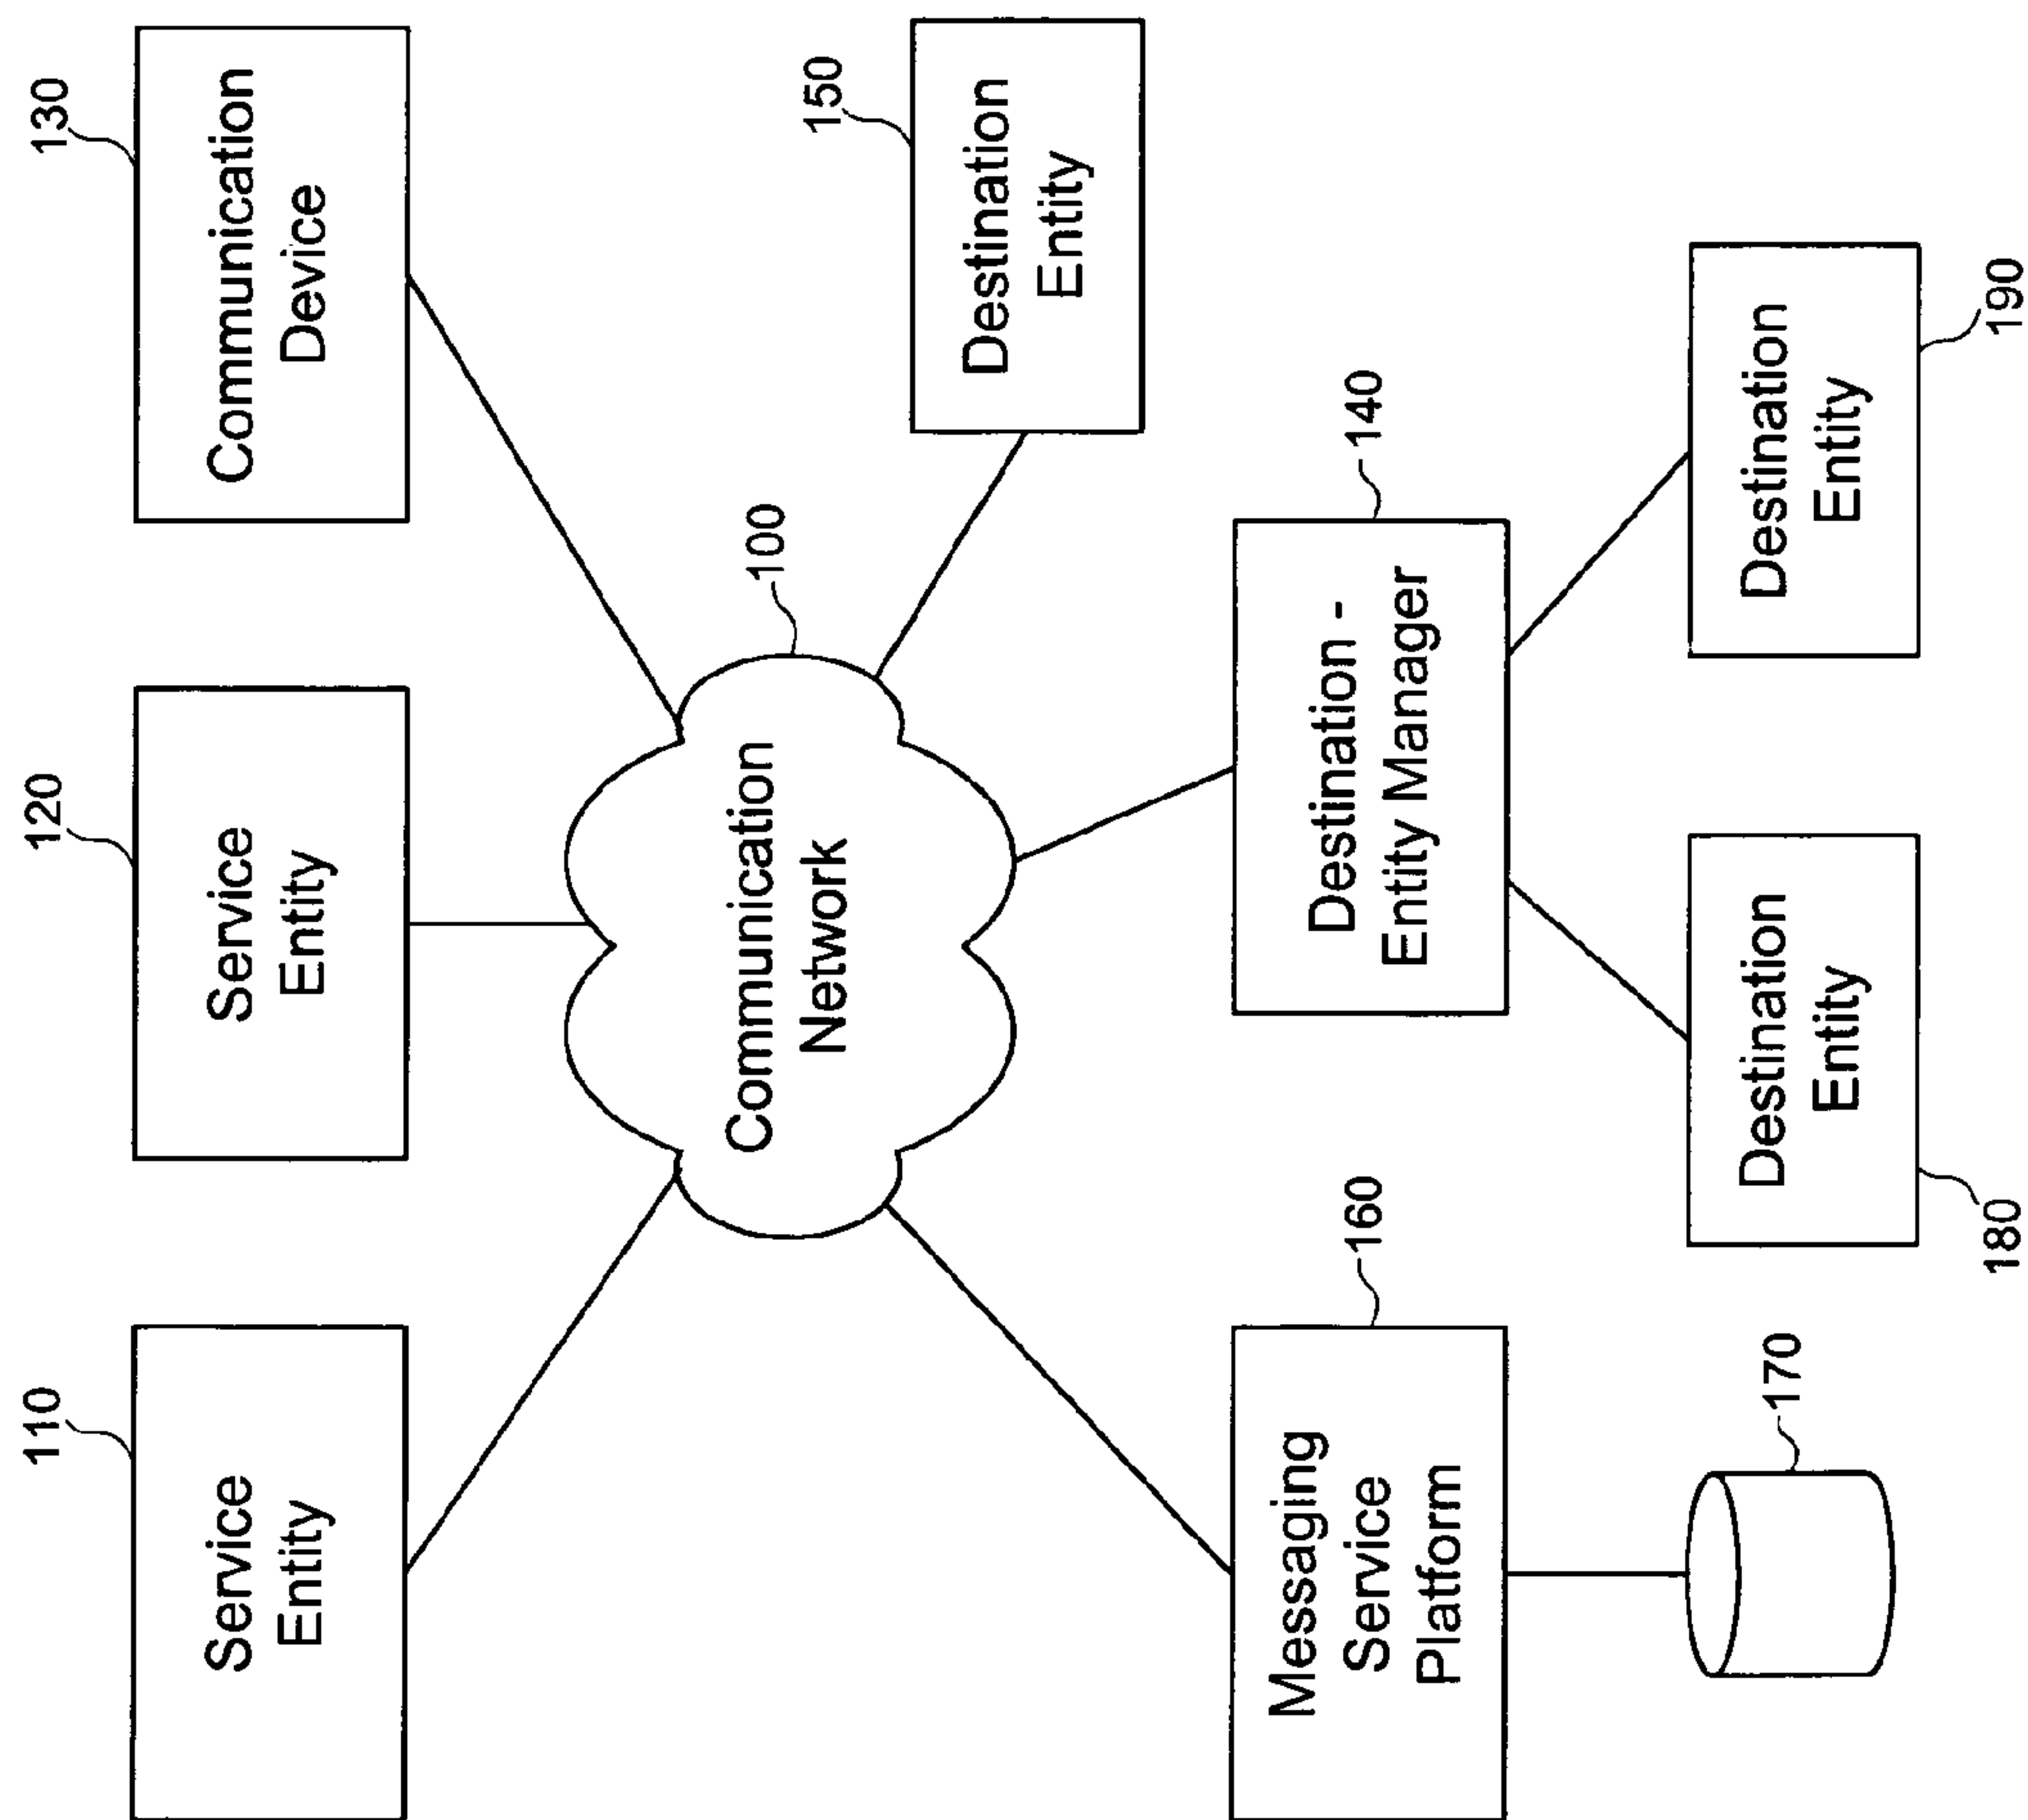 110
Service
Entity
120
Service
Entity
130
Communication
Device
100
Communication
Network
150
Destination
Entity
160
Messaging
Service
Platform
140
Destination -
Entity Manager
170
180
Destination
Entity
190
Destination
Entity